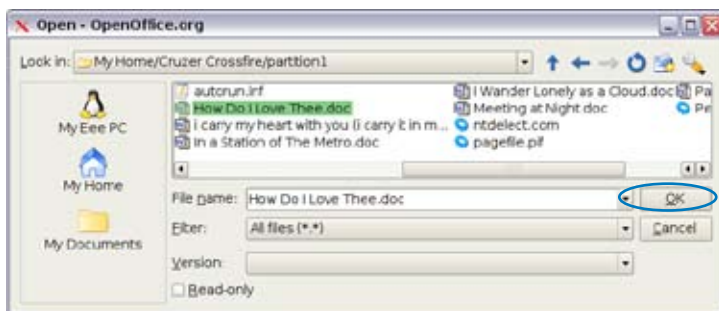 Open - OpenOffice.org
Look in: My Home/Cruzer Crossfire/partition1
autorun.inf
How Do I Love Thee.doc
i carry my heart with you (i carry it in m...
In a Station of The Metro.doc
I Wander Lonely as a Cloud.doc
Meeting at Night.doc
ntdelect.com
pagefile.pif
Pa
Pe
My Eee PC
My Home
My Documents
File name: How Do I Love Thee.doc OK
Filter: All files (*.*) Cancel
Version:
Read-only